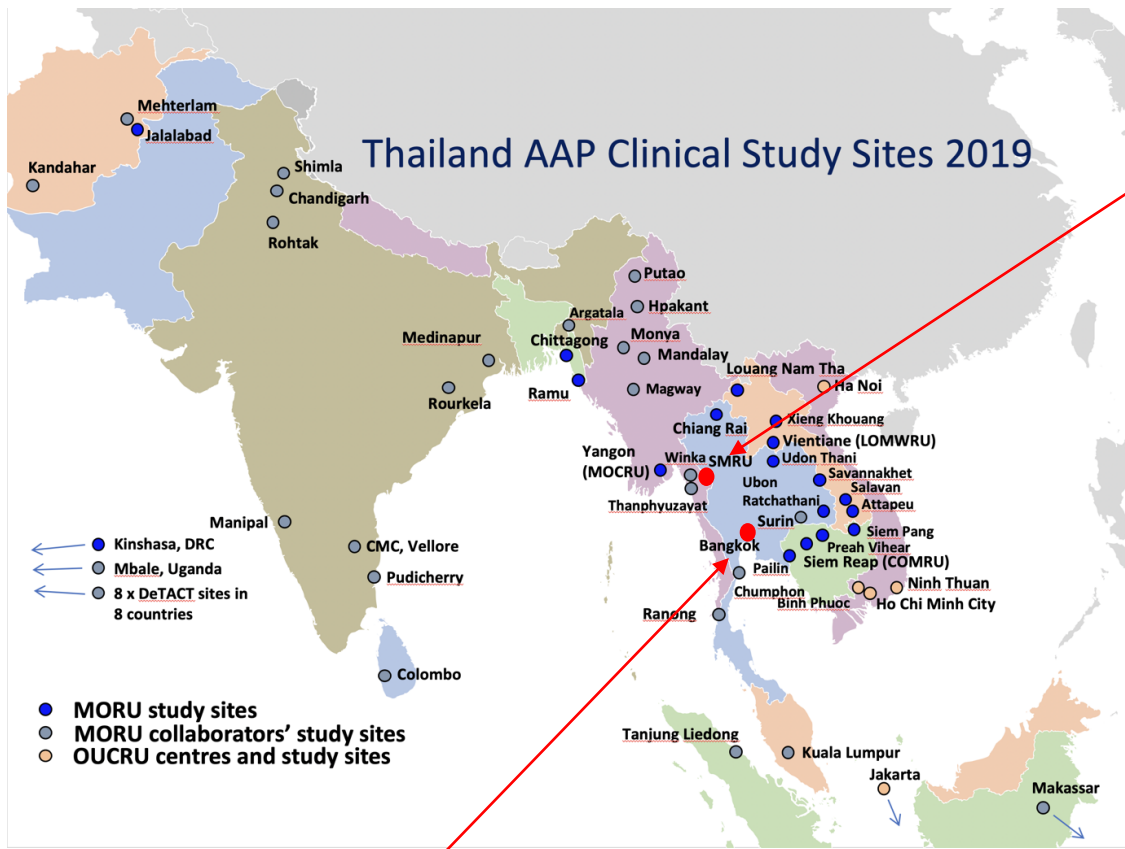 Thailand AAP Clinical Study Sites 2019
Mehterlam
Jalalabad
Kandahar
Shimla
Chandigarh
Rohtak
Putao
Hpakant
Argatala
Monya
Chittagong
Medinapur
Mandalay
Louang Nam Tha
Ha Noi
Ramu
Magway
Rourkela
Xieng Khouang
Chiang Rai
Vientiane (LOMWRU)
Yangon
(MOCRU)
Winka
SMRU
Udon Thani
Savannakhet
Ubon
Ratchathani
Salavan
Thanphyuzayat
Attapeu
Surin
Manipal
Siem Pang
CMC, Vellore
Bangkok
Preah Vihear
Siem Reap (COMRU)
Pailin
Pudicherry
Chumphon
Ninh Thuan
Binh Phuoc
Ho Chi Minh City
Ranong
Kinshasa, DRC
Mbale, Uganda
8 x DeTACT sites in
8 countries
Colombo
MORU study sites
MORU collaborators' study sites
OUCRU centres and study sites
Tanjung Liedong
Kuala Lumpur
Jakarta
Makassar